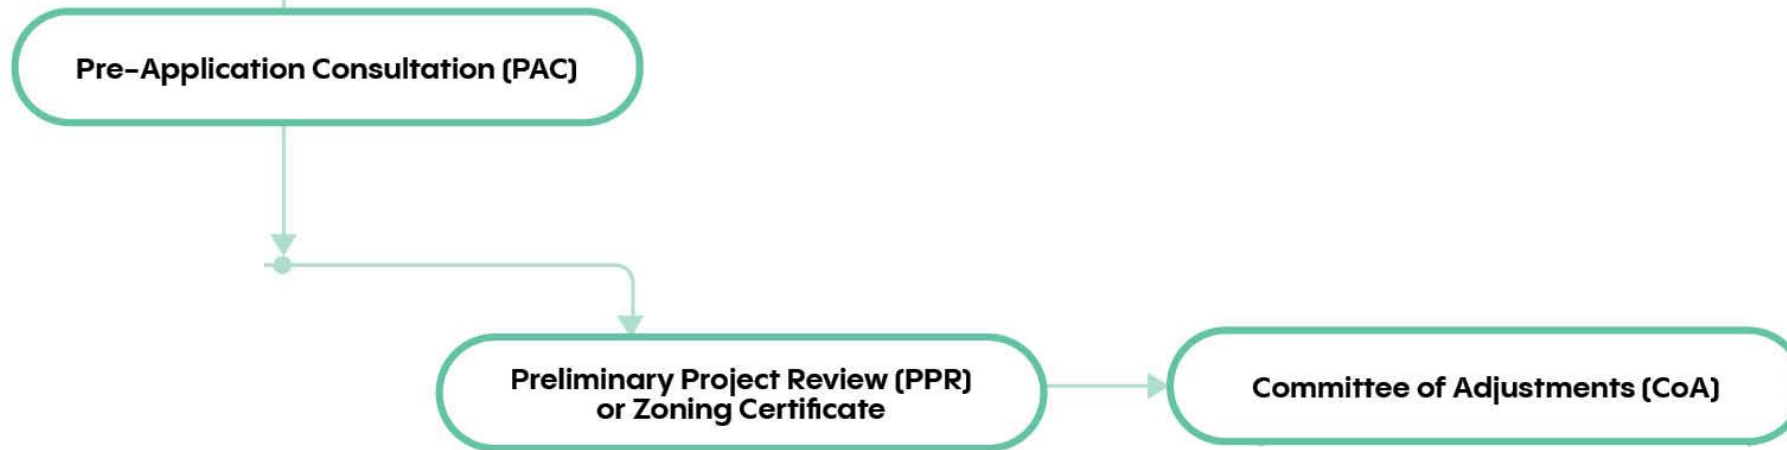 Pre-Application Consultation (PAC)
Preliminary Project Review (PPR)
or Zoning Certificate
Committee of Adjustments (CoA)